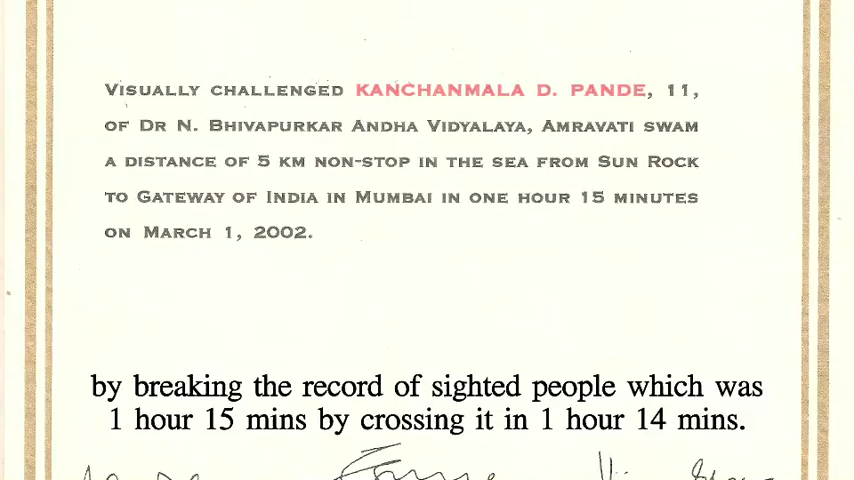 VISUALLY CHALLENGED KANCHANMALA D. PANDE, 11,
OF DR N. BHIVAPURKAR ANDHA VIDYALAYA, AMRAVATI SWAM
A DISTANCE OF 5 KM NON-STOP IN THE SEA FROM SUN ROCK
TO GATEWAY OF INDIA IN MUMBAI IN ONE HOUR 15 MINUTES
ON MARCH 1, 2002.
by breaking the record of sighted people which was
1 hour 15 mins by crossing it in 1 hour 14 mins.